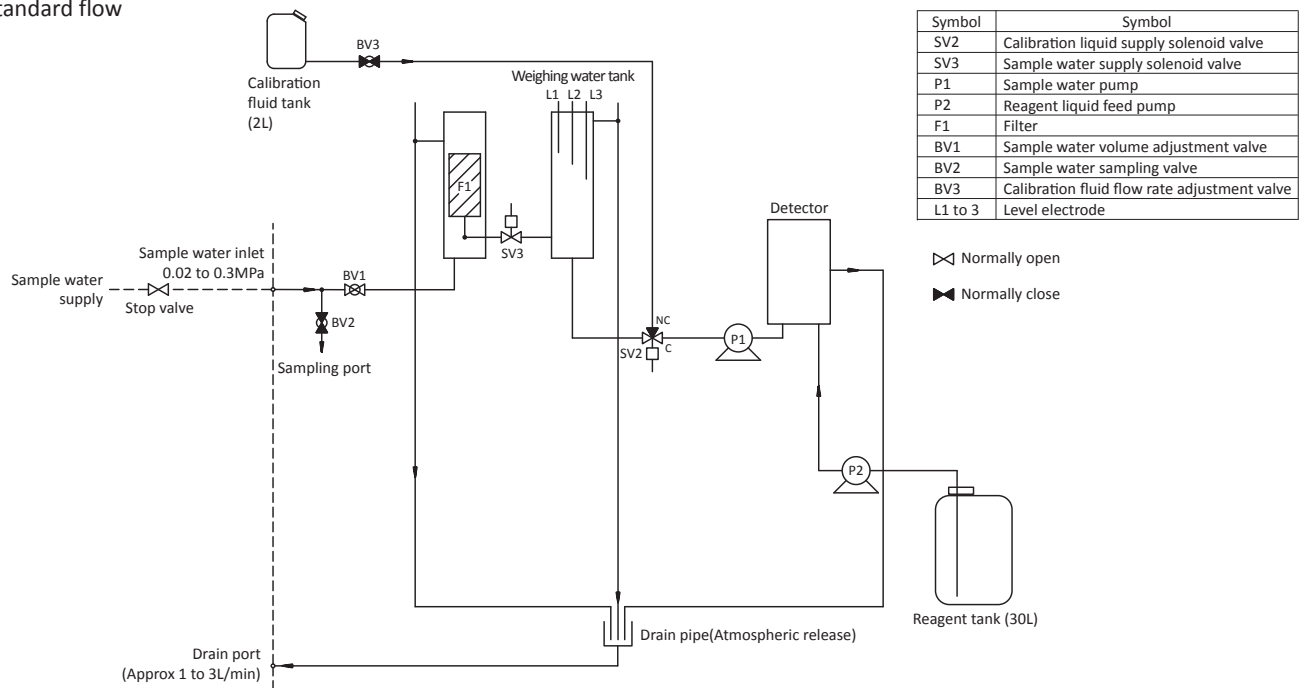 tandard flow
BV3
Calibration
fluid tank
(2L)
Weighing water tank
L1 L2 L3
F1
SV3
Sample water inlet
0.02 to 0.3MPa
Sample water
supply
Stop valve
BV1
BV2
Sampling port
NC
SV2
C
P1
Detector
P2
Reagent tank (30L)
Drain pipe(Atmospheric release)
Drain port
(Approx 1 to 3L/min)
Symbol Symbol
SV2 Calibration liquid supply solenoid valve
SV3 Sample water supply solenoid valve
P1 Sample water pump
P2 Reagent liquid feed pump
F1 Filter
BV1 Sample water volume adjustment valve
BV2 Sample water sampling valve
BV3 Calibration fluid flow rate adjustment valve
L1 to 3 Level electrode
Normally open
Normally close